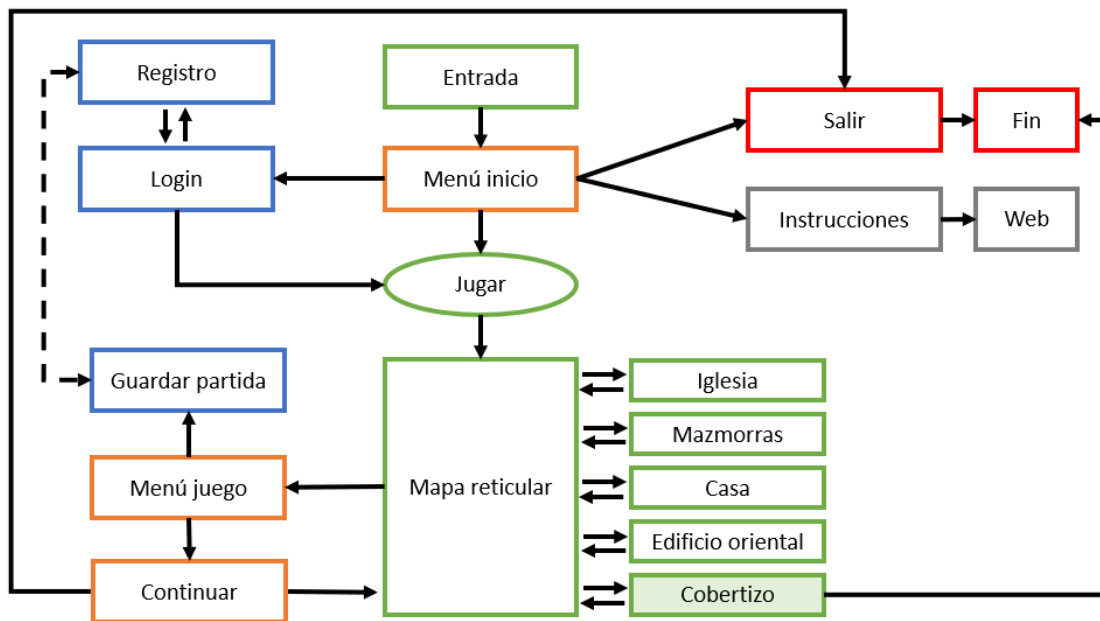 Registro
Entrada
Salir
Fin
Login
Menú inicio
Instrucciones
Web
Jugar
Guardar partida
Iglesia
Mazmorras
Menú juego
Mapa reticular
Casa
Edificio oriental
Continuar
Cobertizo